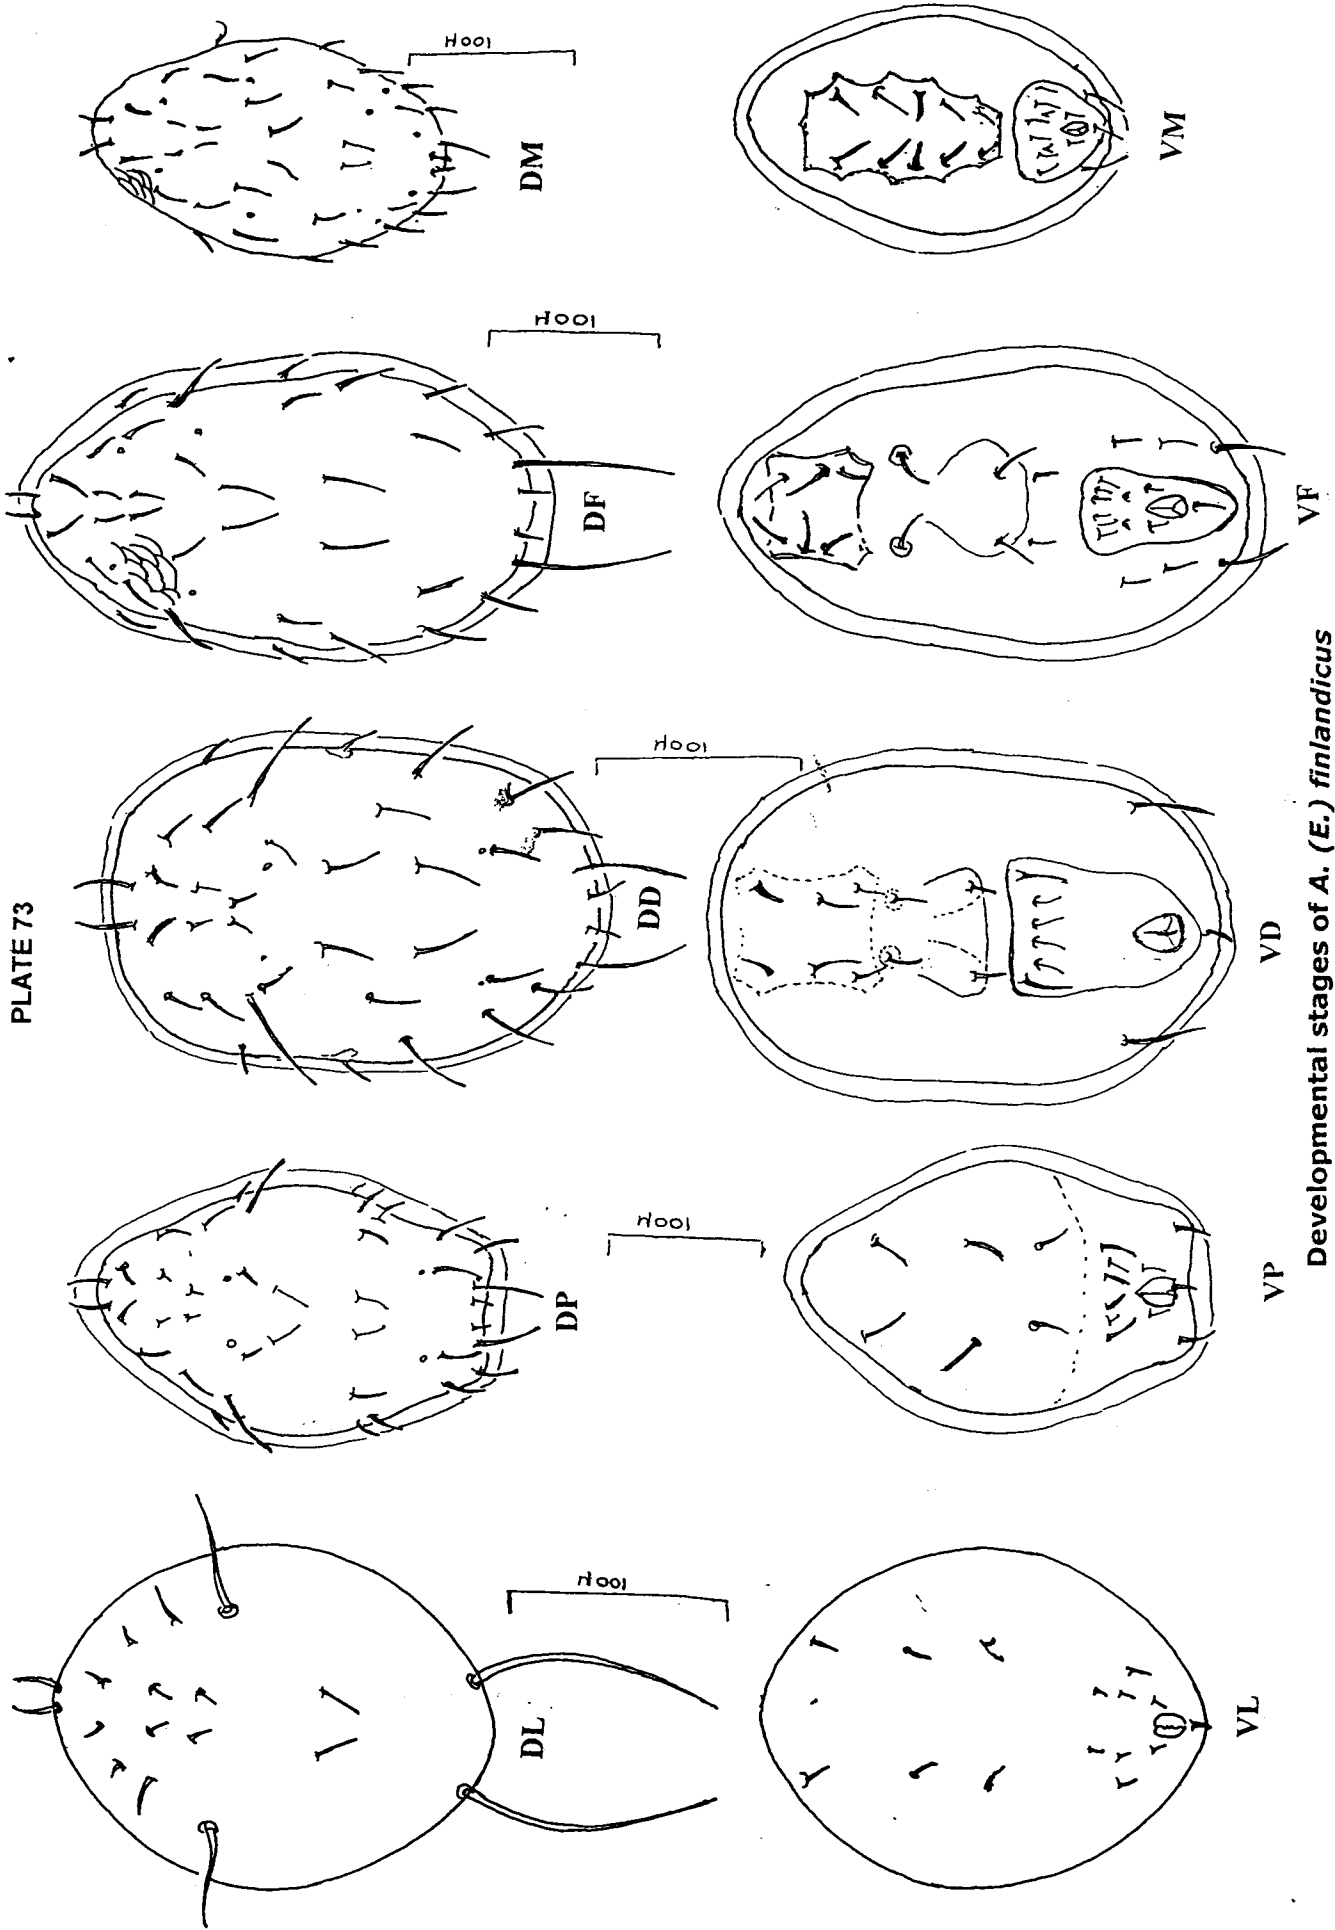 PLATE 73
DL
DP
DD
DF
DM
100μ
100μ
100μ
100μ
100μ
VL
VP
VD
VF
VM
Developmental stages of A. (E.) finlandicus